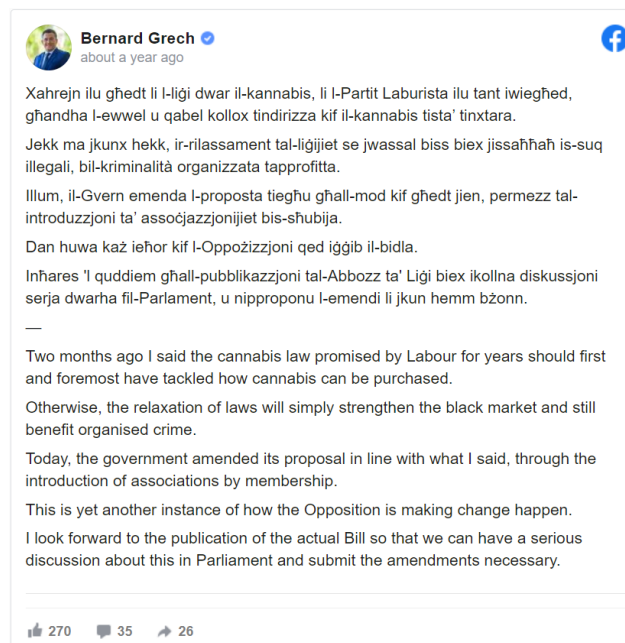 Bernard Grech
about a year ago
Xahrejn ilu għedt li l-liġi dwar il-kannabis, li l-Partit Laburista ilu tant iwiegħed,
għandha l-ewwel u qabel kollox tindirizza kif il-kannabis tista' tinxtara.
Jekk ma jkunx hekk, ir-rilassament tal-liġijiet se jwassal biss biex jissaħħaħ is-suq
illegali, bil-kriminalità organizzata tapprofitta.
Illum, il-Gvern emenda l-proposta tiegħu għall-mod kif għedt jien, permezz tal-
introduzzjoni ta’ assoċjazzjonijiet bis-sħubija.
Dan huwa każ ieħor kif l-Oppożizzjoni qed iġġib il-bidla.
Inħares 'l quddiem għall-pubblikazzjoni tal-Abbozz ta' Liġi biex ikollna diskussjoni
serja dwarha fil-Parlament, u nipproponu l-emendi li jkun hemm bżonn.
—
Two months ago I said the cannabis law promised by Labour for years should first
and foremost have tackled how cannabis can be purchased.
Otherwise, the relaxation of laws will simply strengthen the black market and still
benefit organised crime.
Today, the government amended its proposal in line with what I said, through the
introduction of associations by membership.
This is yet another instance of how the Opposition is making change happen.
I look forward to the publication of the actual Bill so that we can have a serious
discussion about this in Parliament and submit the amendments necessary.
270 35 26